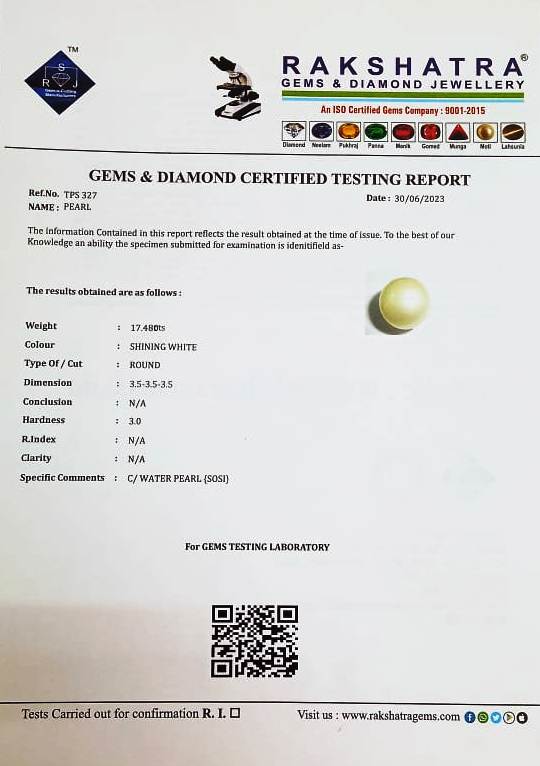 TM
S
R J
RAKSHATRA®
GEMS & DIAMOND JEWELLERY
An ISO Certified Gems Company : 9001-2015
Diamond Neelam Pukhraj Panna Manik Gomed Munga Moti Lahsunia
GEMS & DIAMOND CERTIFIED TESTING REPORT
Ref.No. TPS 327
Date : 30/06/2023
NAME : PEARL
The information Contained in this report reflects the result obtained at the time of issue. To the best of our
Knowledge an ability the specimen submitted for examination is idenitifield as-
The results obtained are as follows :
Weight : 17.480ts
Colour : SHINING WHITE
Type Of / Cut : ROUND
Dimension : 3.5-3.5-3.5
Conclusion : N/A
Hardness : 3.0
R.Index : N/A
Clarity : N/A
Specific Comments : C/ WATER PEARL (SOSI)
For GEMS TESTING LABORATORY
Tests Carried out for confirmation R. I. ☐
Visit us : www.rakshatragems.com